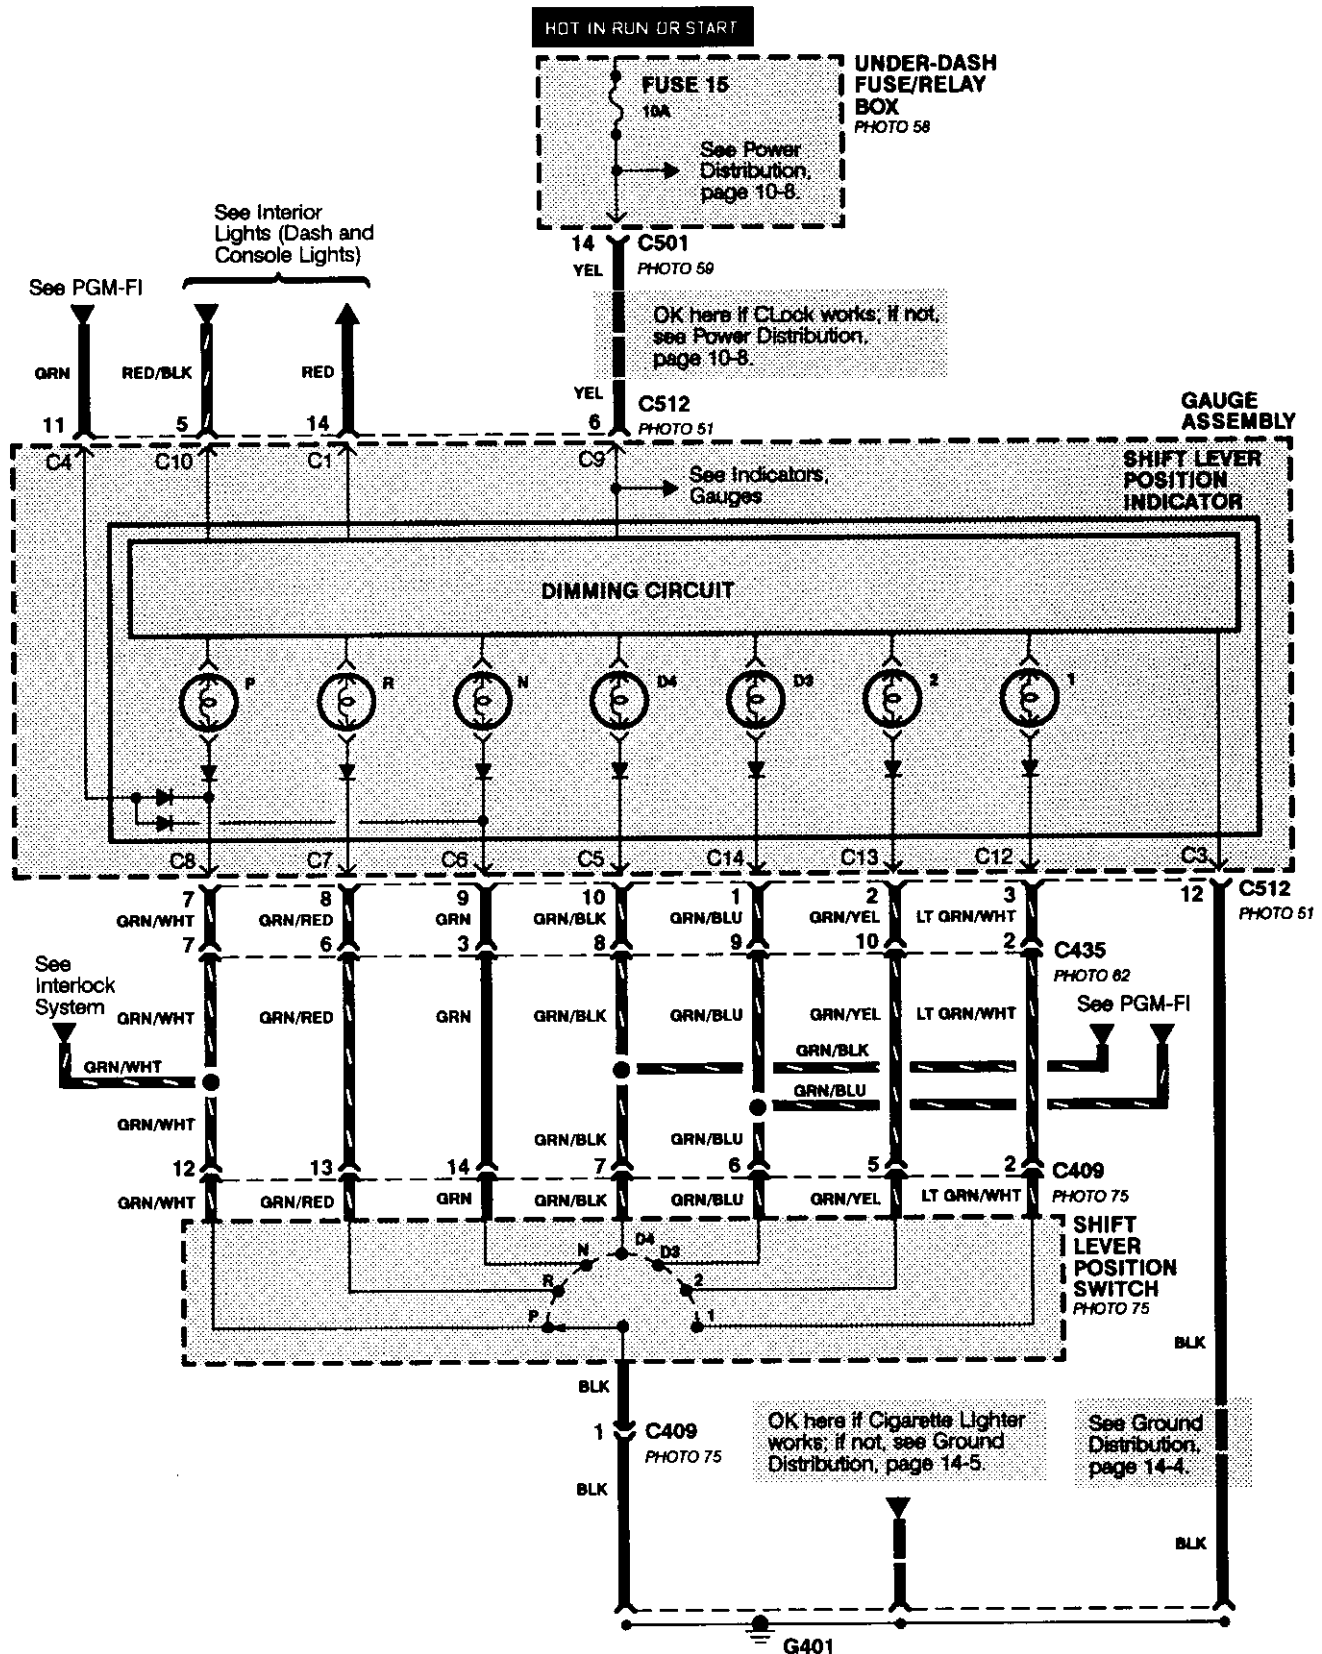 HOT IN RUN OR START
FUSE 15
10A
See Power
Distribution,
page 10-8.
UNDER-DASH
FUSE/RELAY
BOX
PHOTO 58
See Interior
Lights (Dash and
Console Lights)
See PGM-FI
14
C501
YEL
PHOTO 59
OK here if CLock works; if not,
see Power Distribution,
page 10-8.
GRN
RED/BLK
RED
YEL
C512
PHOTO 51
11
5
14
6
GAUGE
ASSEMBLY
C4
C10
C1
C9
SHIFT LEVER
POSITION
INDICATOR
See Indicators,
Gauges
DIMMING CIRCUIT
P
R
N
D4
D3
2
1
C8
C7
C6
C5
C14
C13
C12
C3
7
8
9
10
1
2
3
12
C512
PHOTO 51
GRN/WHT
GRN/RED
GRN
GRN/BLK
GRN/BLU
GRN/YEL
LT GRN/WHT
7
6
3
8
9
10
2
C435
PHOTO 62
See
Interlock
System
See PGM-FI
GRN/WHT
GRN/RED
GRN
GRN/BLK
GRN/BLU
GRN/YEL
LT GRN/WHT
GRN/BLK
GRN/WHT
GRN/BLU
GRN/WHT
GRN/BLK
GRN/BLU
12
13
14
7
6
5
2
C409
PHOTO 75
GRN/WHT
GRN/RED
GRN
GRN/BLK
GRN/BLU
GRN/YEL
LT GRN/WHT
SHIFT
LEVER
POSITION
SWITCH
PHOTO 75
D4
N
D3
R
2
P
1
BLK
BLK
1
C409
PHOTO 75
OK here if Cigarette Lighter
works; if not, see Ground
Distribution, page 14-5.
See Ground
Distribution,
page 14-4.
BLK
BLK
G401